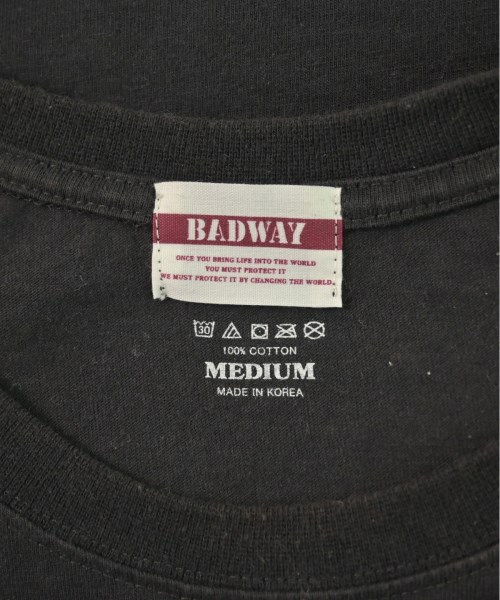 BADWAY
ONCE YOU BRING LIFE INTO THE WORLD
YOU MUST PROTECT IT
WE MUST PROTECT IT BY CHANGING THE WORLD.
30
100% COTTON
MEDIUM
MADE IN KOREA